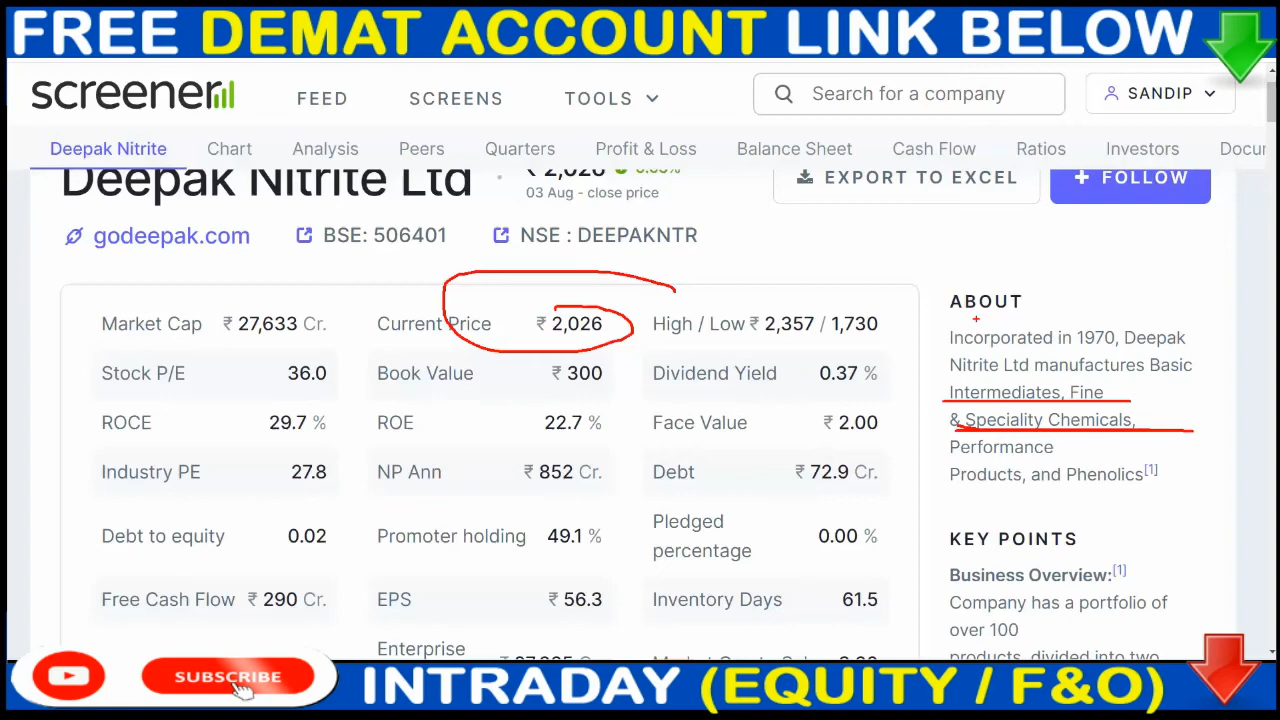 FREE DEMAT ACCOUNT LINK BELOW
screener
FEED SCREENS TOOLS
Search for a company
SANDIP
Deepak Nitrite Chart Analysis Peers Quarters Profit & Loss Balance Sheet Cash Flow Ratios Investors Docur
Deepak Nitrite Ltd
₹ 2,026
03 Aug - close price
EXPORT TO EXCEL
+ FOLLOW
godeepak.com BSE: 506401 NSE : DEEPAKNTR
Market Cap ₹ 27,633 Cr. Current Price ₹ 2,026 High / Low ₹ 2,357 / 1,730
Stock P/E 36.0 Book Value ₹ 300 Dividend Yield 0.37 %
ROCE 29.7 % ROE 22.7 % Face Value ₹ 2.00
Industry PE 27.8 NP Ann ₹ 852 Cr. Debt ₹ 72.9 Cr.
Debt to equity 0.02 Promoter holding 49.1 % Pledged
percentage 0.00 %
Free Cash Flow ₹ 290 Cr. EPS ₹ 56.3 Inventory Days 61.5
Enterprise
ABOUT
Incorporated in 1970, Deepak
Nitrite Ltd manufactures Basic
Intermediates, Fine
& Speciality Chemicals,
Performance
Products, and Phenolics[1]
KEY POINTS
Business Overview:[1]
Company has a portfolio of
over 100
products, divided into two
SUBSCRIBE
INTRADAY (EQUITY / F&O)